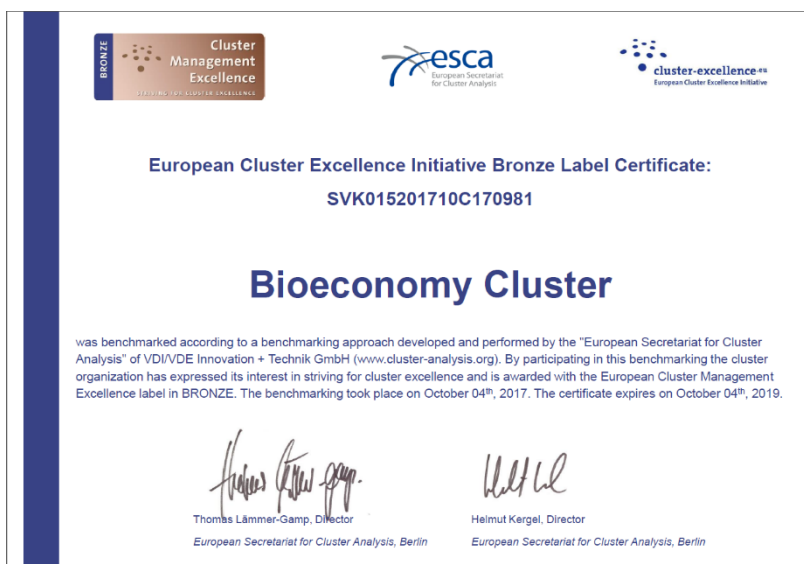 BRONZE
Cluster
Management
Excellence
STRIVING FOR CLUSTER EXCELLENCE
esca
European Secretariat
for Cluster Analysis
cluster-excellence.eu
European Cluster Excellence Initiative
European Cluster Excellence Initiative Bronze Label Certificate:
SVK015201710C170981
Bioeconomy Cluster
was benchmarked according to a benchmarking approach developed and performed by the "European Secretariat for Cluster
Analysis" of VDI/VDE Innovation + Technik GmbH (www.cluster-analysis.org). By participating in this benchmarking the cluster
organization has expressed its interest in striving for cluster excellence and is awarded with the European Cluster Management
Excellence label in BRONZE. The benchmarking took place on October 04th, 2017. The certificate expires on October 04th, 2019.
Thomas Lämmer-Gamp, Director
European Secretariat for Cluster Analysis, Berlin
Helmut Kergel, Director
European Secretariat for Cluster Analysis, Berlin